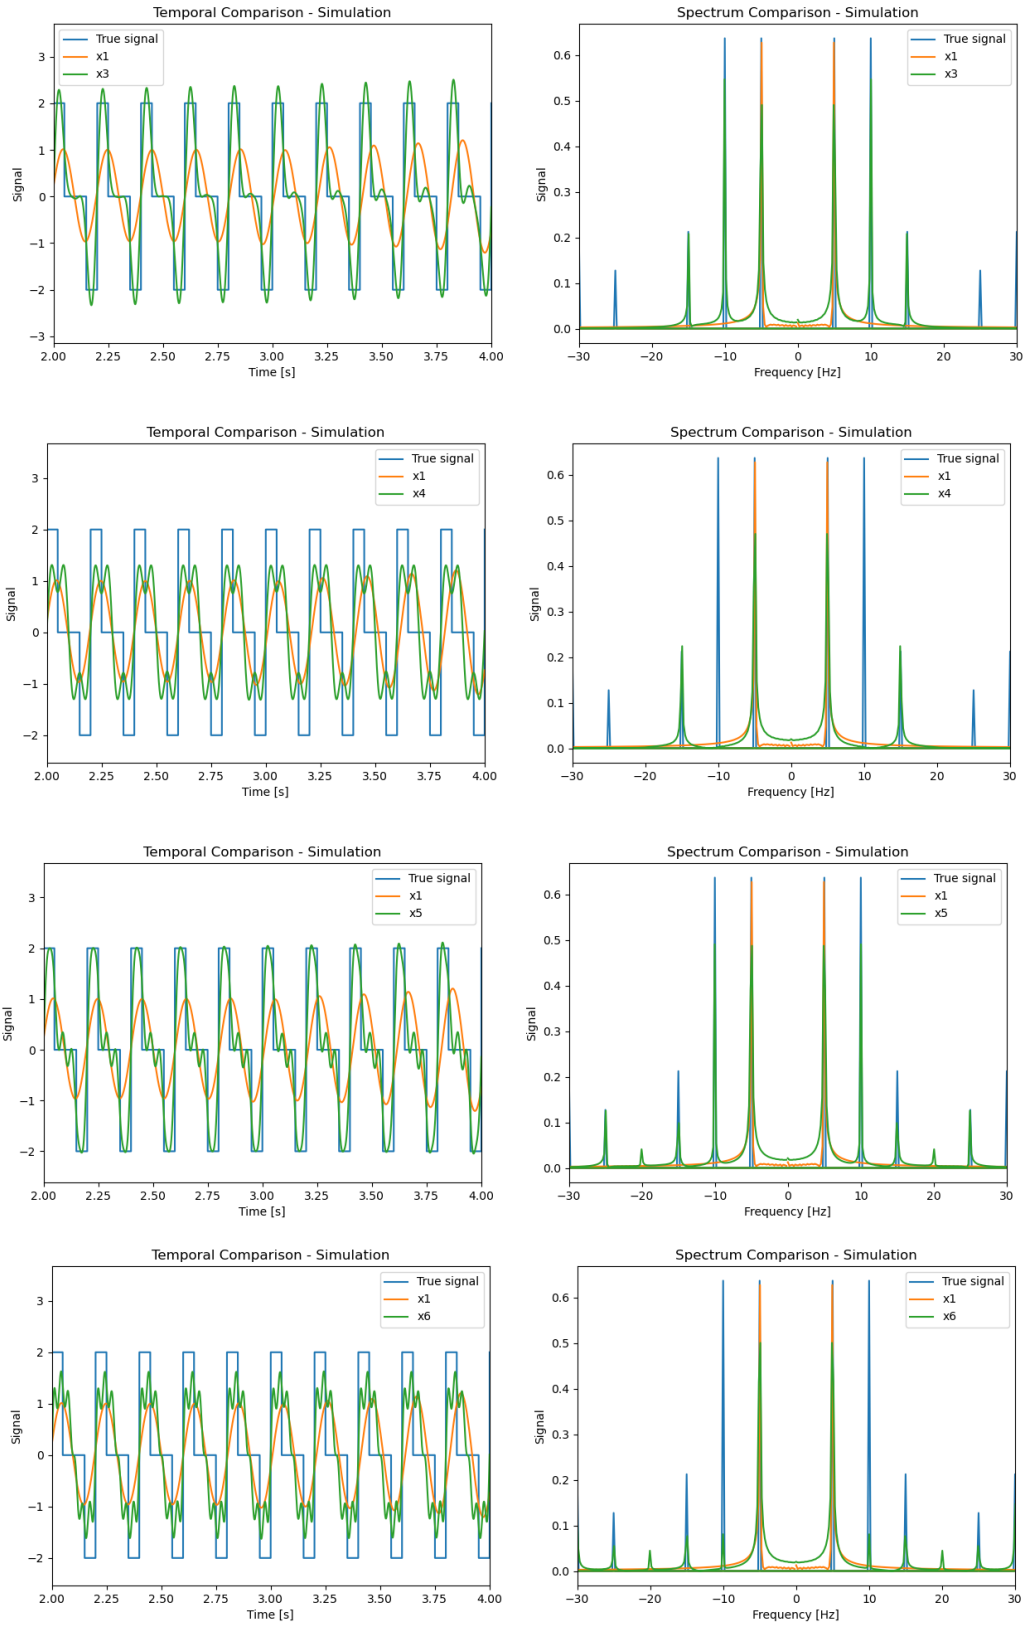 Temporal Comparison - Simulation
True signal
x1
x3
3
2
1
0
−1
−2
−3
Signal
2.00 2.25 2.50 2.75 3.00 3.25 3.50 3.75 4.00
Time [s]
Spectrum Comparison - Simulation
True signal
x1
x3
0.6
0.5
0.4
0.3
0.2
0.1
0.0
Signal
−30 −20 −10 0 10 20 30
Frequency [Hz]
Temporal Comparison - Simulation
True signal
x1
x4
3
2
1
0
−1
−2
Signal
2.00 2.25 2.50 2.75 3.00 3.25 3.50 3.75 4.00
Time [s]
Spectrum Comparison - Simulation
True signal
x1
x4
0.6
0.5
0.4
0.3
0.2
0.1
0.0
Signal
−30 −20 −10 0 10 20 30
Frequency [Hz]
Temporal Comparison - Simulation
True signal
x1
x5
3
2
1
0
−1
−2
Signal
2.00 2.25 2.50 2.75 3.00 3.25 3.50 3.75 4.00
Time [s]
Spectrum Comparison - Simulation
True signal
x1
x5
0.6
0.5
0.4
0.3
0.2
0.1
0.0
Signal
−30 −20 −10 0 10 20 30
Frequency [Hz]
Temporal Comparison - Simulation
True signal
x1
x6
3
2
1
0
−1
−2
Signal
2.00 2.25 2.50 2.75 3.00 3.25 3.50 3.75 4.00
Time [s]
Spectrum Comparison - Simulation
True signal
x1
x6
0.6
0.5
0.4
0.3
0.2
0.1
0.0
Signal
−30 −20 −10 0 10 20 30
Frequency [Hz]